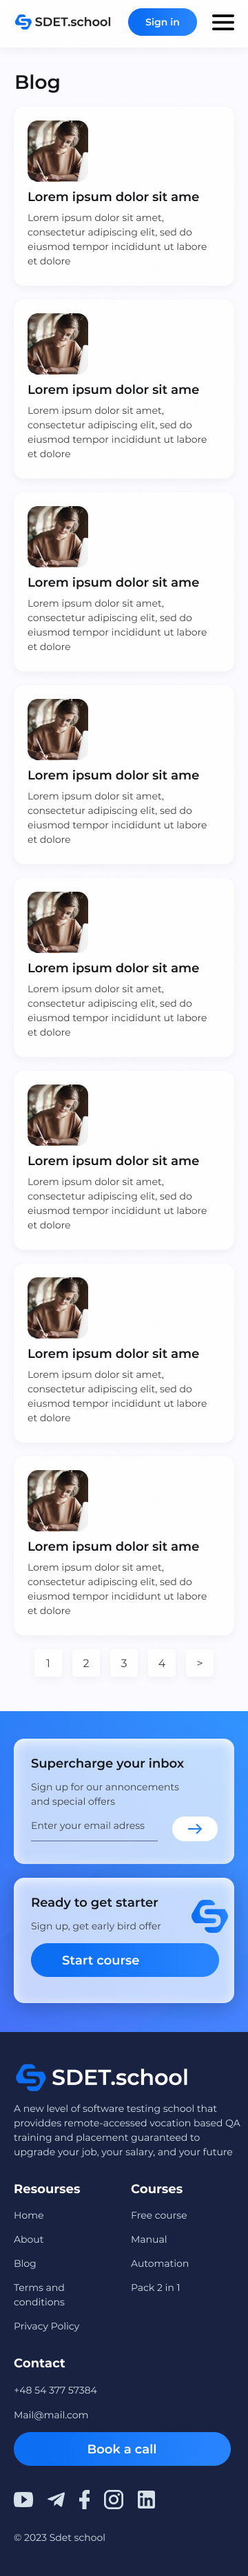 SDET.school
Sign in
Blog
Lorem ipsum dolor sit ame
Lorem ipsum dolor sit amet,
consectetur adipiscing elit, sed do
eiusmod tempor incididunt ut labore
et dolore
Lorem ipsum dolor sit ame
Lorem ipsum dolor sit amet,
consectetur adipiscing elit, sed do
eiusmod tempor incididunt ut labore
et dolore
Lorem ipsum dolor sit ame
Lorem ipsum dolor sit amet,
consectetur adipiscing elit, sed do
eiusmod tempor incididunt ut labore
et dolore
Lorem ipsum dolor sit ame
Lorem ipsum dolor sit amet,
consectetur adipiscing elit, sed do
eiusmod tempor incididunt ut labore
et dolore
Lorem ipsum dolor sit ame
Lorem ipsum dolor sit amet,
consectetur adipiscing elit, sed do
eiusmod tempor incididunt ut labore
et dolore
Lorem ipsum dolor sit ame
Lorem ipsum dolor sit amet,
consectetur adipiscing elit, sed do
eiusmod tempor incididunt ut labore
et dolore
Lorem ipsum dolor sit ame
Lorem ipsum dolor sit amet,
consectetur adipiscing elit, sed do
eiusmod tempor incididunt ut labore
et dolore
Lorem ipsum dolor sit ame
Lorem ipsum dolor sit amet,
consectetur adipiscing elit, sed do
eiusmod tempor incididunt ut labore
et dolore
1 2 3 4 >
Supercharge your inbox
Sign up for our annoncements
and special offers
Enter your email adress
Ready to get starter
Sign up, get early bird offer
Start course
SDET.school
A new level of software testing school that
providdes remote-accessed vocation based QA
training and placement guaranteed to
upgrade your job, your salary, and your future
Resourses
Home
About
Blog
Terms and
conditions
Privacy Policy
Courses
Free course
Manual
Automation
Pack 2 in 1
Contact
+48 54 377 57384
Mail@mail.com
Book a call
© 2023 Sdet school